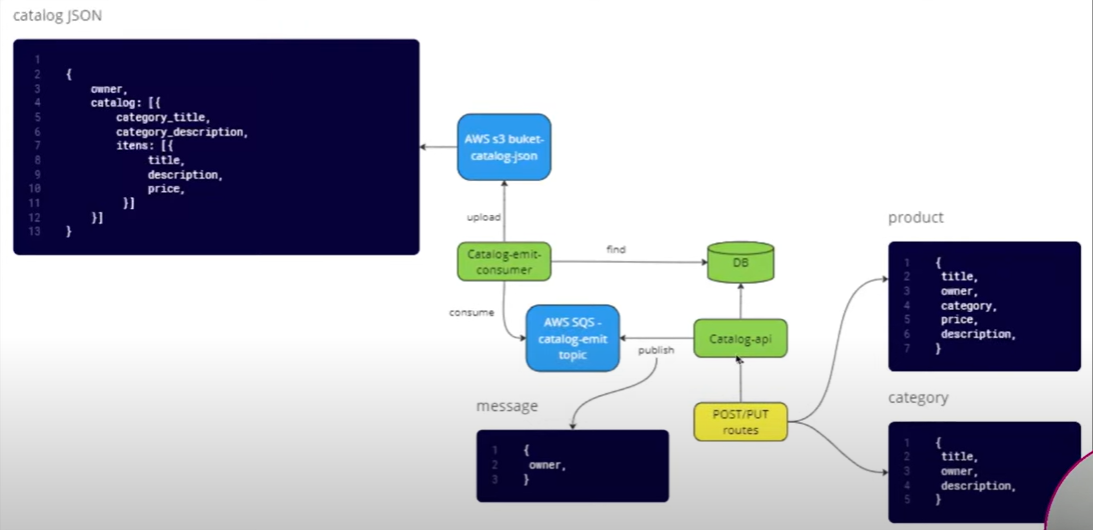 catalog JSON
1
2 {
3 owner,
4 catalog: [{
5 category_title,
6 category_description,
7 itens: [{
8 title,
9 description,
10 price,
11 }]
12 }]
13 }
AWS s3 buket-
catalog-json
upload
Catalog-emit-
consumer
find
DB
consume
AWS SQS -
catalog-emit
topic
publish
Catalog-api
POST/PUT
routes
message
1 {
2 owner,
3 }
product
1 {
2 title,
3 owner,
4 category,
5 price,
6 description,
7 }
category
1 {
2 title,
3 owner,
4 description,
5 }